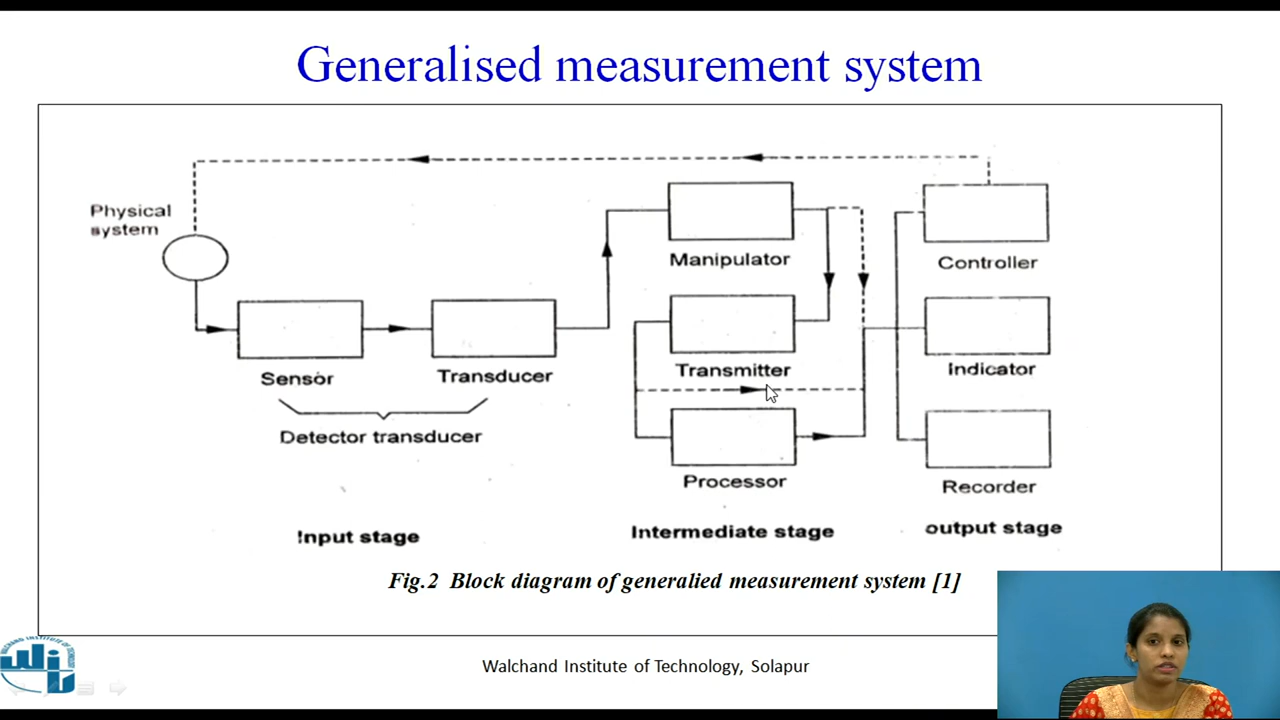 Generalised measurement system
Physical
system
Manipulator
Controller
Sensor
Transducer
Transmitter
Indicator
Detector transducer
Processor
Recorder
Input stage
Intermediate stage
output stage
Fig.2 Block diagram of generalied measurement system [1]
Walchand Institute of Technology, Solapur